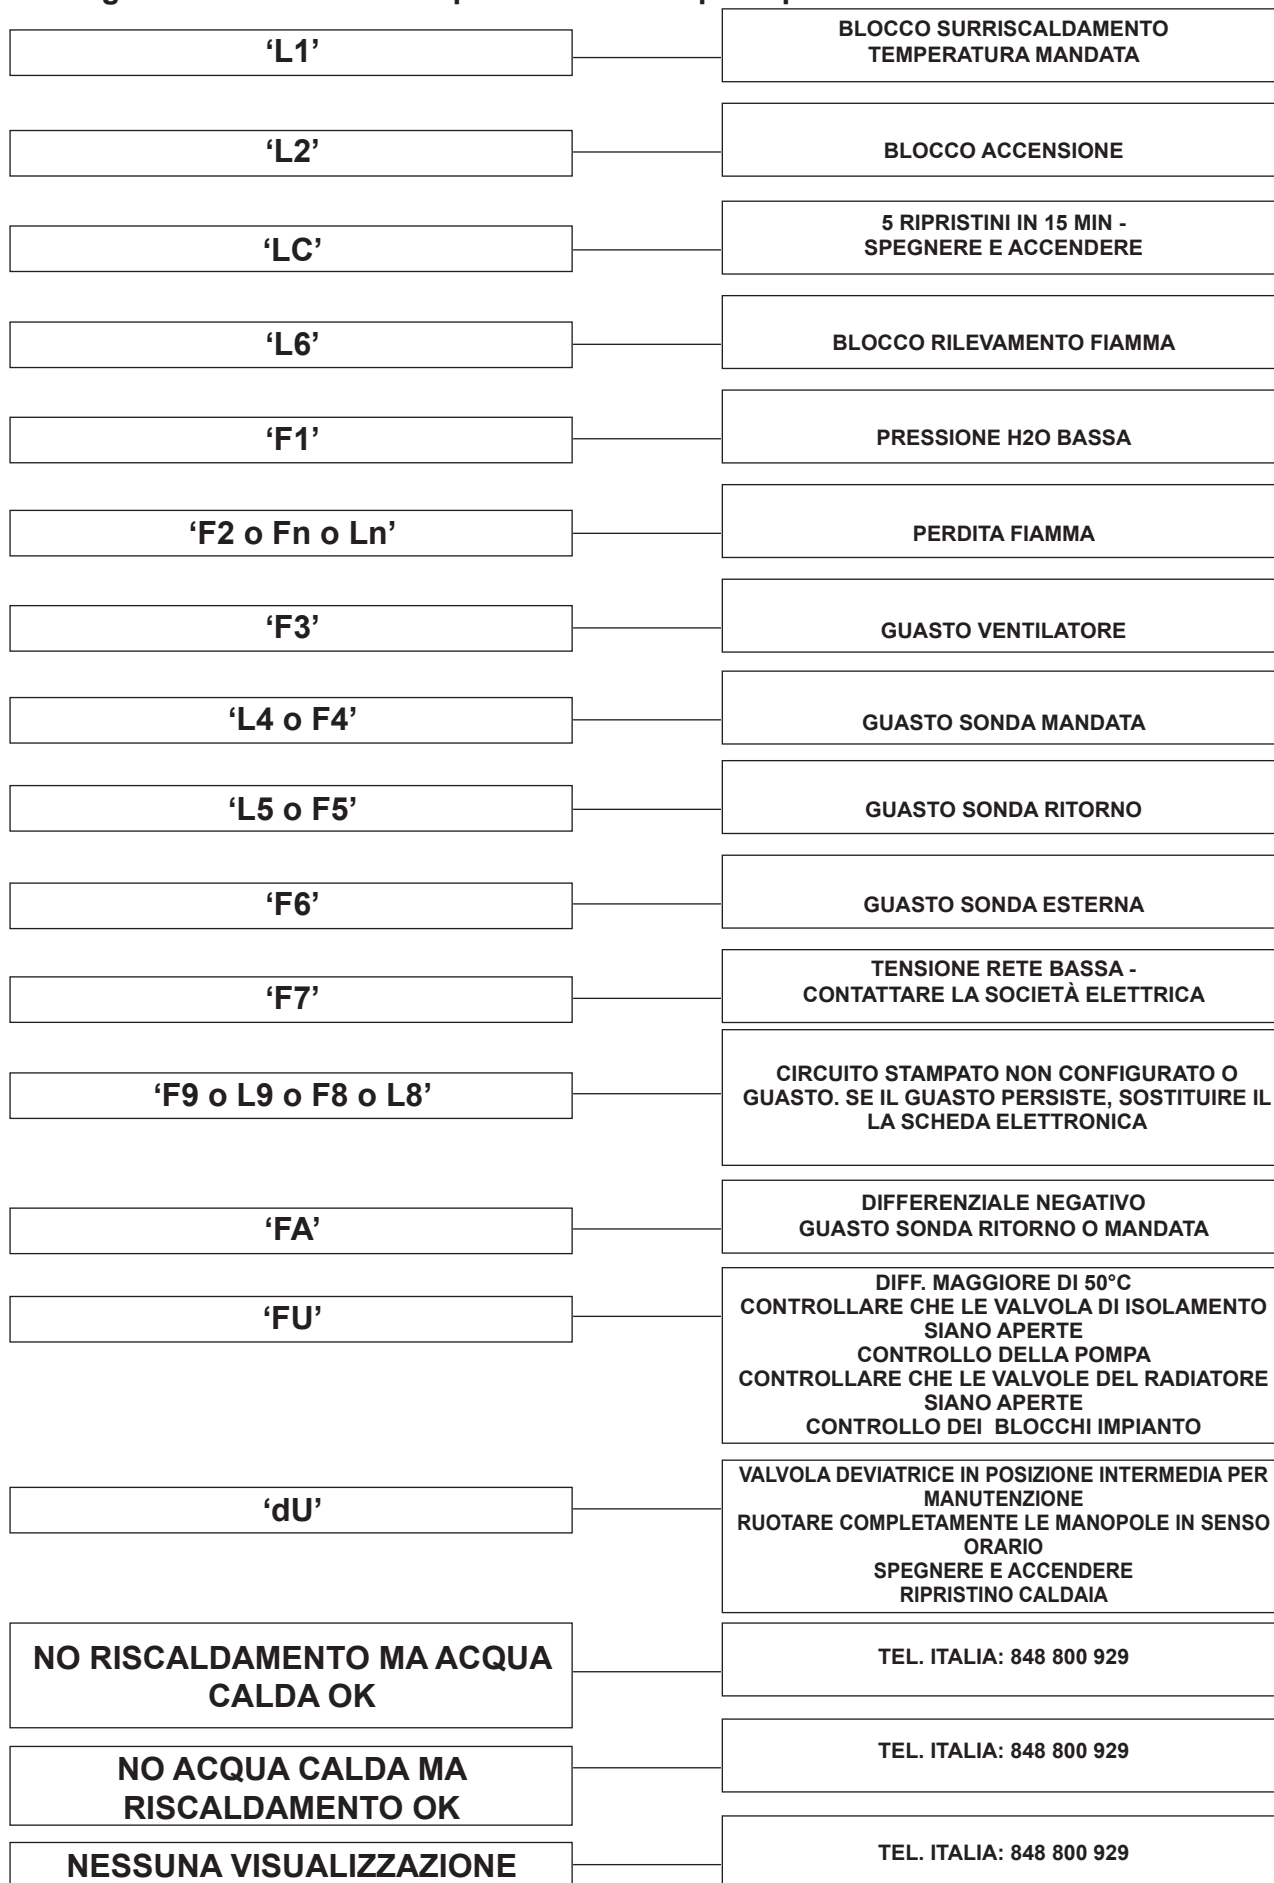 ‘L1’
BLOCCO SURRISCALDAMENTO
TEMPERATURA MANDATA
‘L2’
BLOCCO ACCENSIONE
‘LC’
5 RIPRISTINI IN 15 MIN -
SPEGNERE E ACCENDERE
‘L6’
BLOCCO RILEVAMENTO FIAMMA
‘F1’
PRESSIONE H2O BASSA
‘F2 o Fn o Ln’
PERDITA FIAMMA
‘F3’
GUASTO VENTILATORE
‘L4 o F4’
GUASTO SONDA MANDATA
‘L5 o F5’
GUASTO SONDA RITORNO
‘F6’
GUASTO SONDA ESTERNA
‘F7’
TENSIONE RETE BASSA -
CONTATTARE LA SOCIETÀ ELETTRICA
‘F9 o L9 o F8 o L8’
CIRCUITO STAMPATO NON CONFIGURATO O
GUASTO. SE IL GUASTO PERSISTE, SOSTITUIRE IL
LA SCHEDA ELETTRONICA
‘FA’
DIFFERENZIALE NEGATIVO
GUASTO SONDA RITORNO O MANDATA
‘FU’
DIFF. MAGGIORE DI 50°C
CONTROLLARE CHE LE VALVOLA DI ISOLAMENTO
SIANO APERTE
CONTROLLO DELLA POMPA
CONTROLLARE CHE LE VALVOLE DEL RADIATORE
SIANO APERTE
CONTROLLO DEI BLOCCHI IMPIANTO
‘dU’
VALVOLA DEVIATRICE IN POSIZIONE INTERMEDIA PER
MANUTENZIONE
RUOTARE COMPLETAMENTE LE MANOPOLE IN SENSO
ORARIO
SPEGNERE E ACCENDERE
RIPRISTINO CALDAIA
NO RISCALDAMENTO MA ACQUA
CALDA OK
TEL. ITALIA: 848 800 929
NO ACQUA CALDA MA
RISCALDAMENTO OK
TEL. ITALIA: 848 800 929
NESSUNA VISUALIZZAZIONE
TEL. ITALIA: 848 800 929